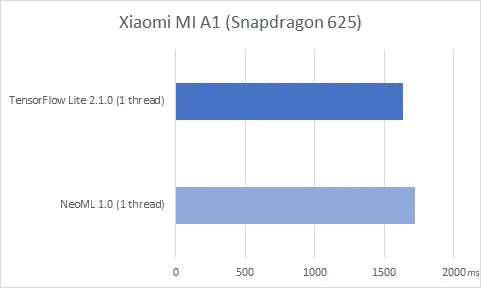 Xiaomi MI A1 (Snapdragon 625)
TensorFlow Lite 2.1.0 (1 thread)
NeoML 1.0 (1 thread)
0 500 1000 1500 2000 ms